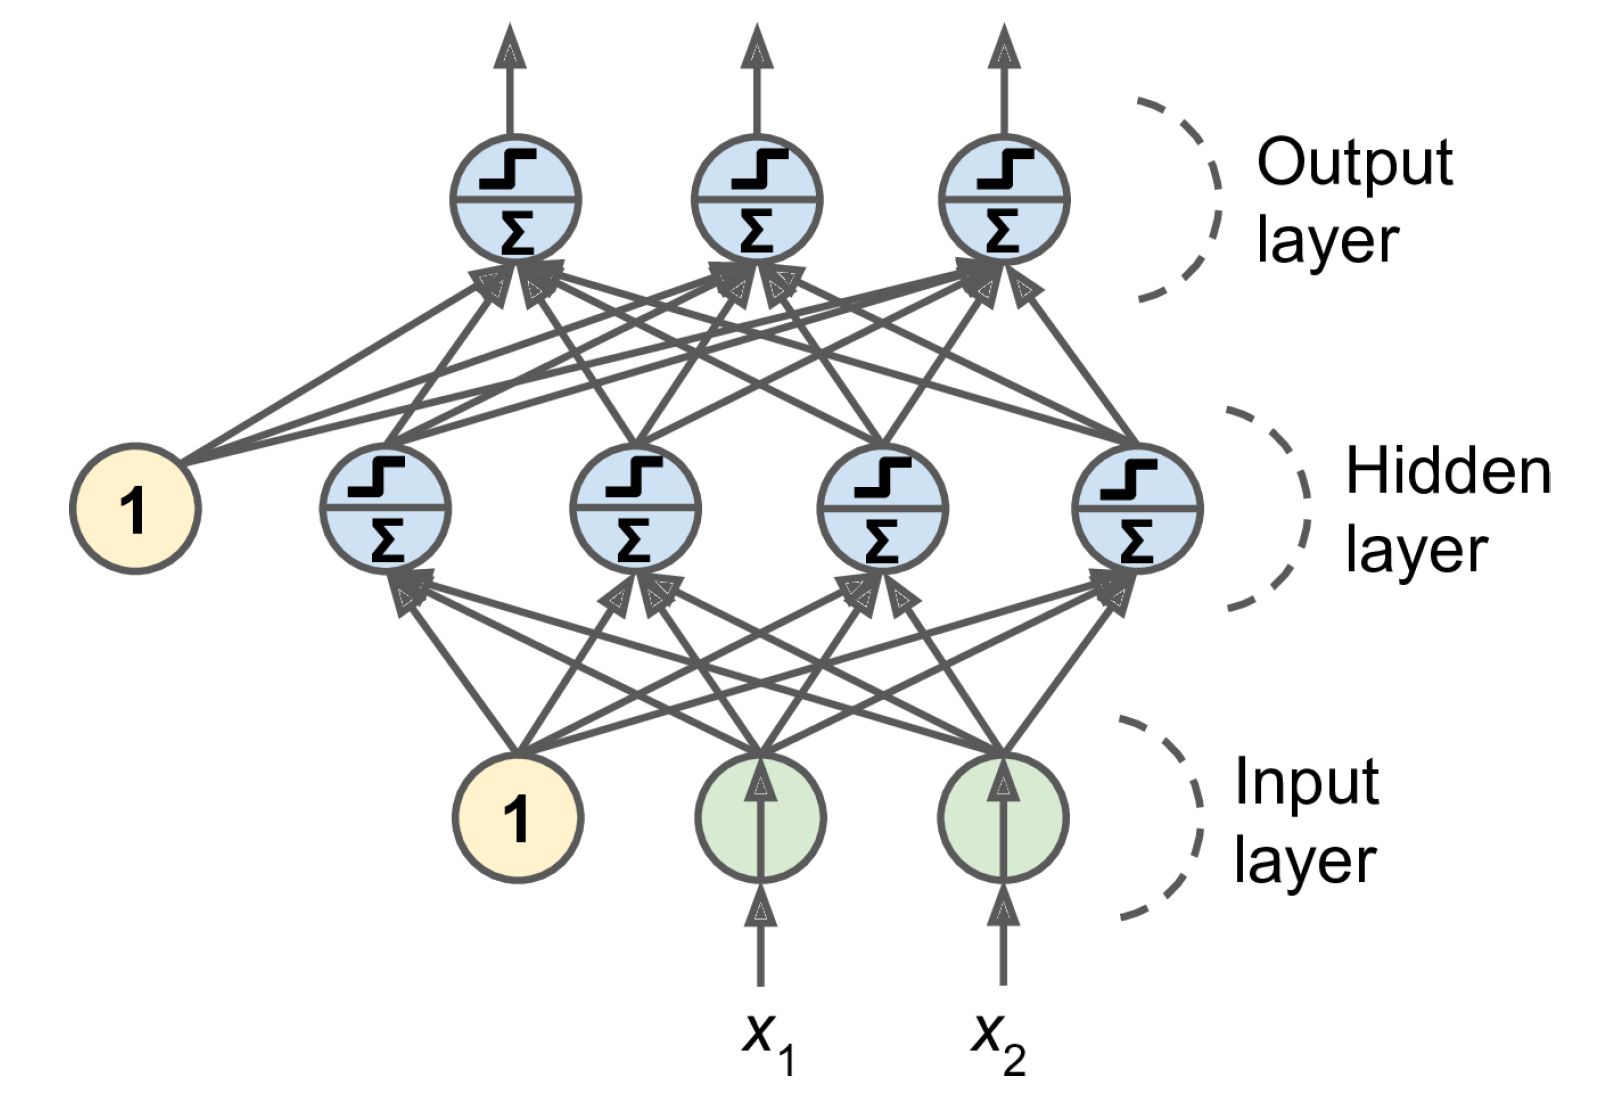 Σ Σ Σ
Output
layer
1 Σ Σ Σ Σ
Hidden
layer
1
Input
layer
x1 x2